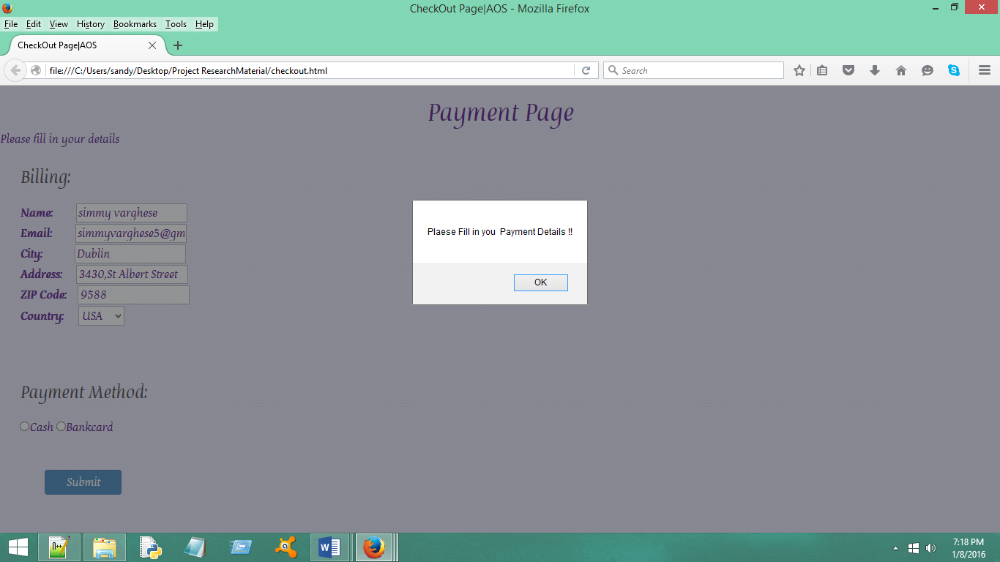 CheckOut Page|AOS - Mozilla Firefox
File Edit View History Bookmarks Tools Help
CheckOut Page|AOS
file:///C:/Users/sandy/Desktop/Project ResearchMaterial/checkout.html
Search
Payment Page
Please fill in your details
Billing:
Name: simmy varghese
Email: simmyvarghese5@gm
City: Dublin
Address: 3430,St Albert Street
ZIP Code: 9588
Country: USA
Plaese Fill in you Payment Details !!
OK
Payment Method:
Cash Bankcard
Submit
7:18 PM
1/8/2016